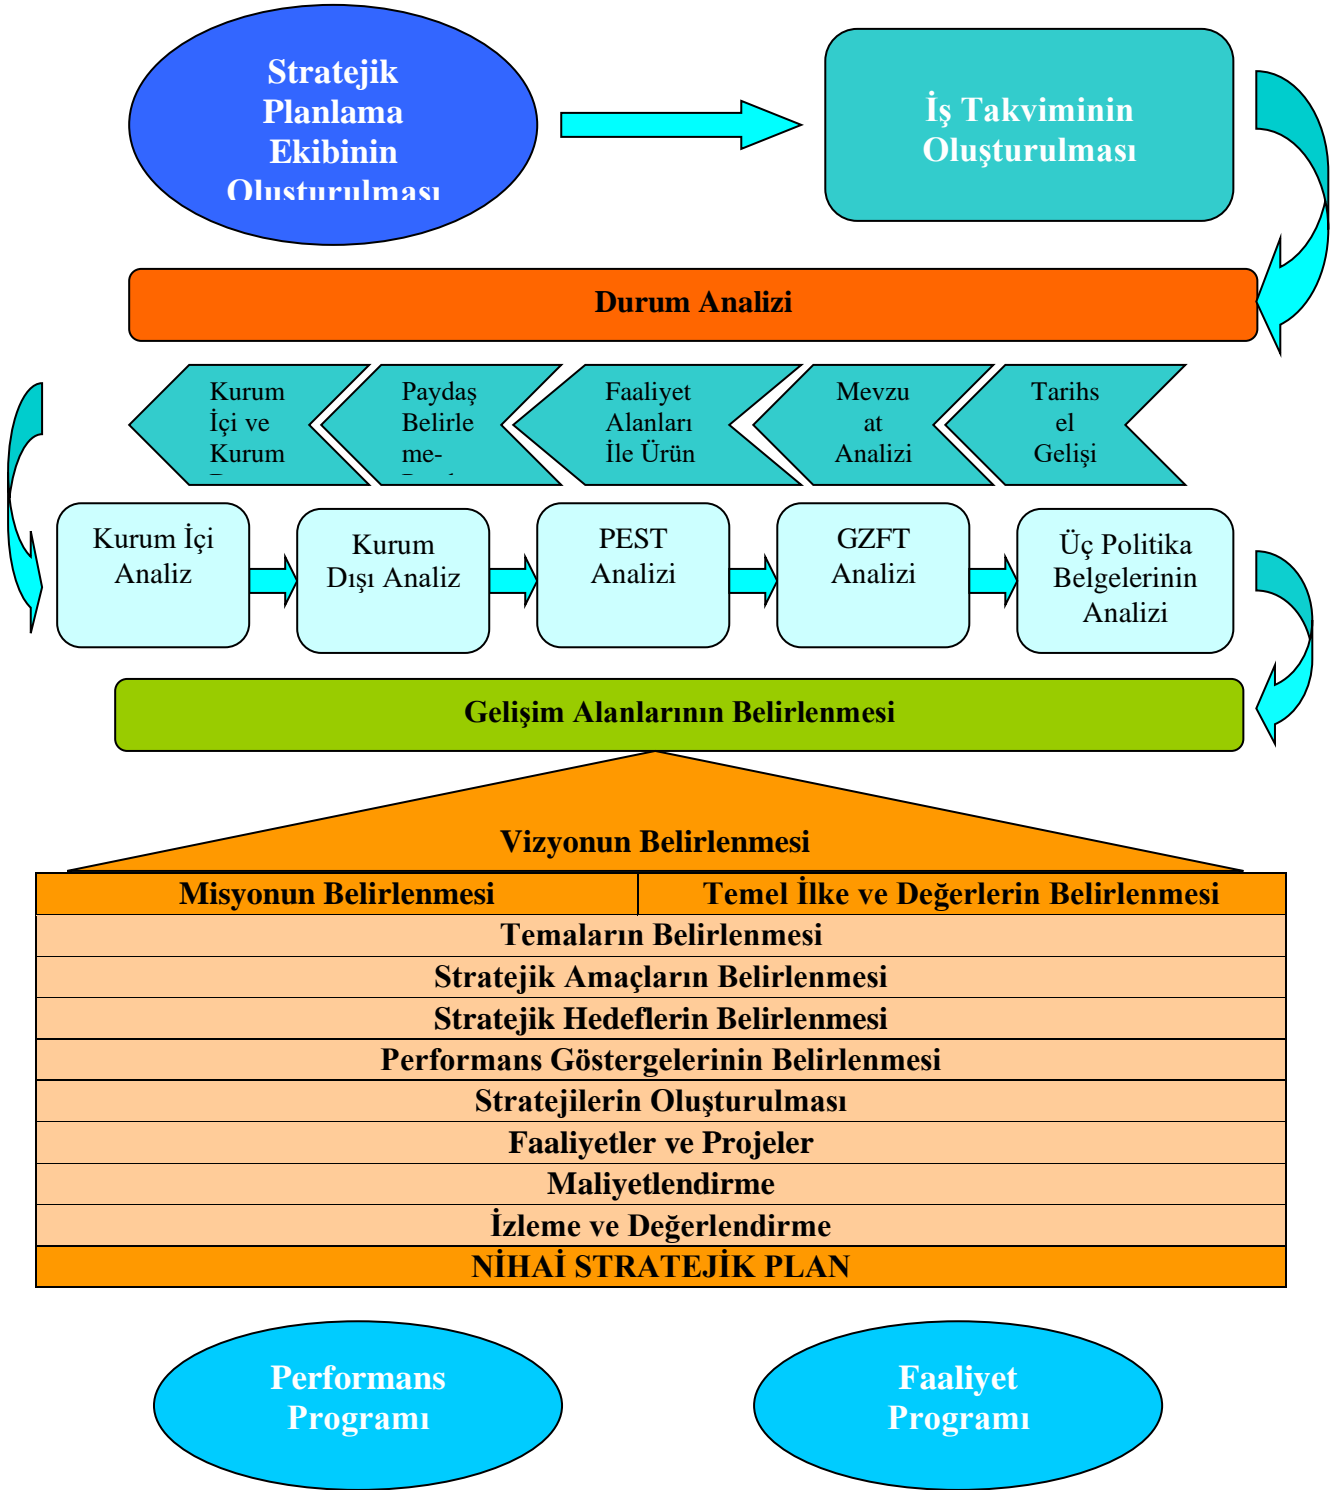 Stratejik
Planlama
Ekibinin
Oluşturulması
İş Takviminin
Oluşturulması
Durum Analizi
Kurum
İçi ve
Kurum
Paydaş
Belirle
me-
Faaliyet
Alanları
İle Ürün
Mevzu
at
Analizi
Tarihs
el
Gelişi
Kurum İçi
Analiz
Kurum
Dışı Analiz
PEST
Analizi
GZFT
Analizi
Üç Politika
Belgelerinin
Analizi
Gelişim Alanlarının Belirlenmesi
Vizyonun Belirlenmesi
Misyonun Belirlenmesi
Temel İlke ve Değerlerin Belirlenmesi
Temaların Belirlenmesi
Stratejik Amaçların Belirlenmesi
Stratejik Hedeflerin Belirlenmesi
Performans Göstergelerinin Belirlenmesi
Stratejilerin Oluşturulması
Faaliyetler ve Projeler
Maliyetlendirme
İzleme ve Değerlendirme
NİHAİ STRATEJİK PLAN
Performans
Programı
Faaliyet
Programı